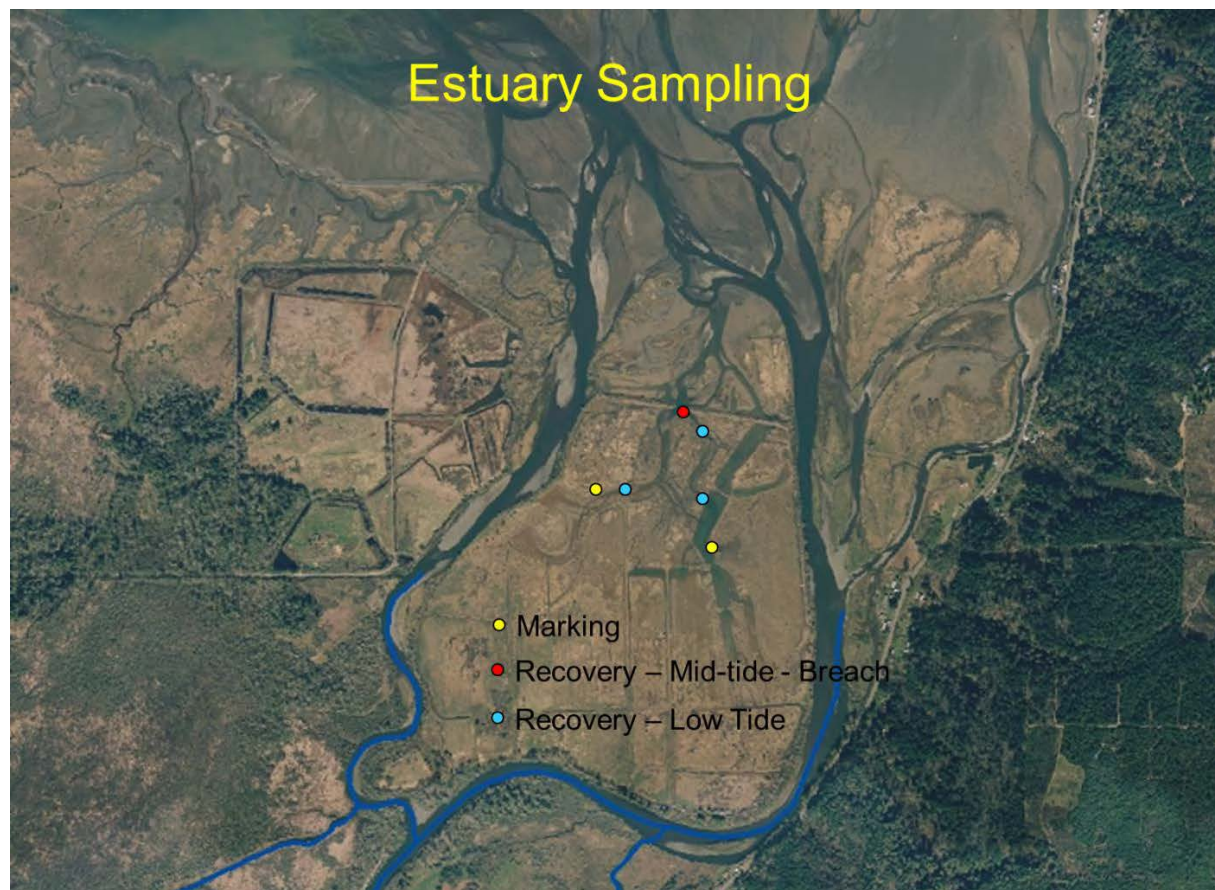 Estuary Sampling
Marking
Recovery – Mid-tide - Breach
Recovery – Low Tide